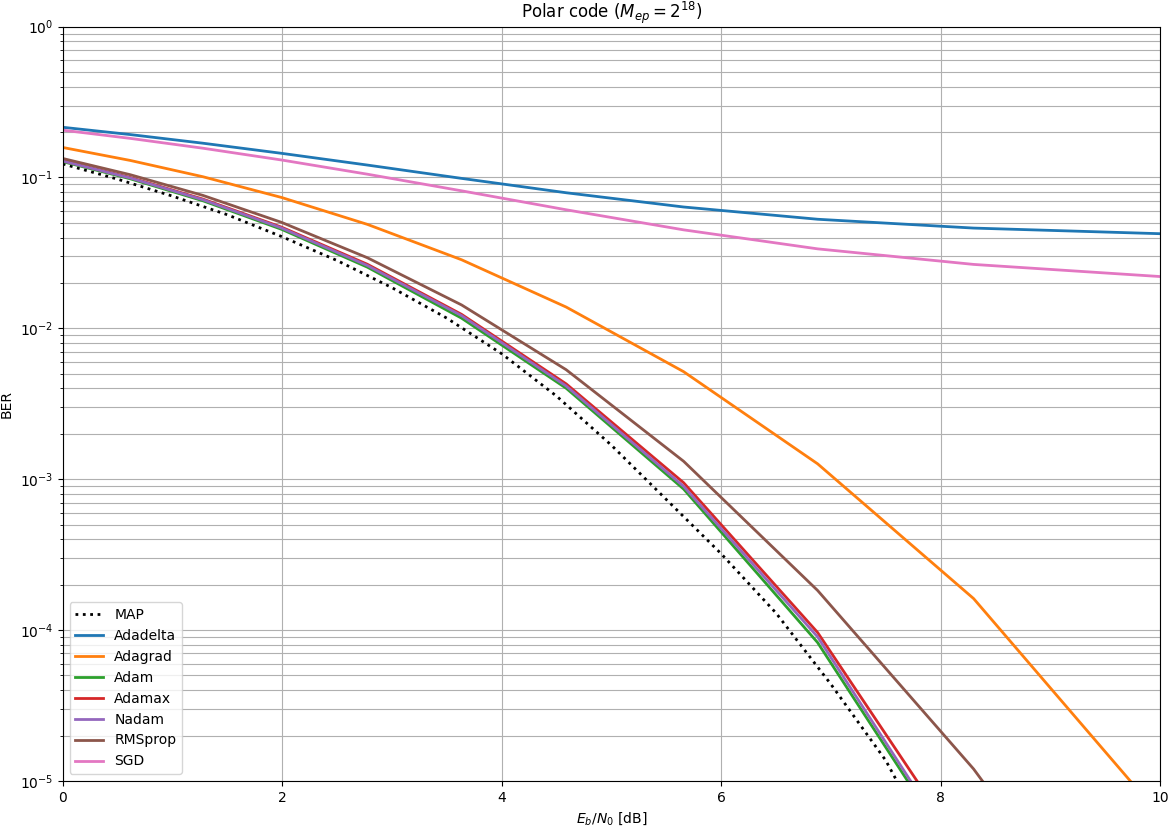 Polar code ($M_{ep} = 2^{18}$)
10^0
10^{-1}
10^{-2}
10^{-3}
10^{-4}
10^{-5}
BER
MAP
Adadelta
Adagrad
Adam
Adamax
Nadam
RMSprop
SGD
0 2 4 6 8 10
$E_b/N_0$ [dB]